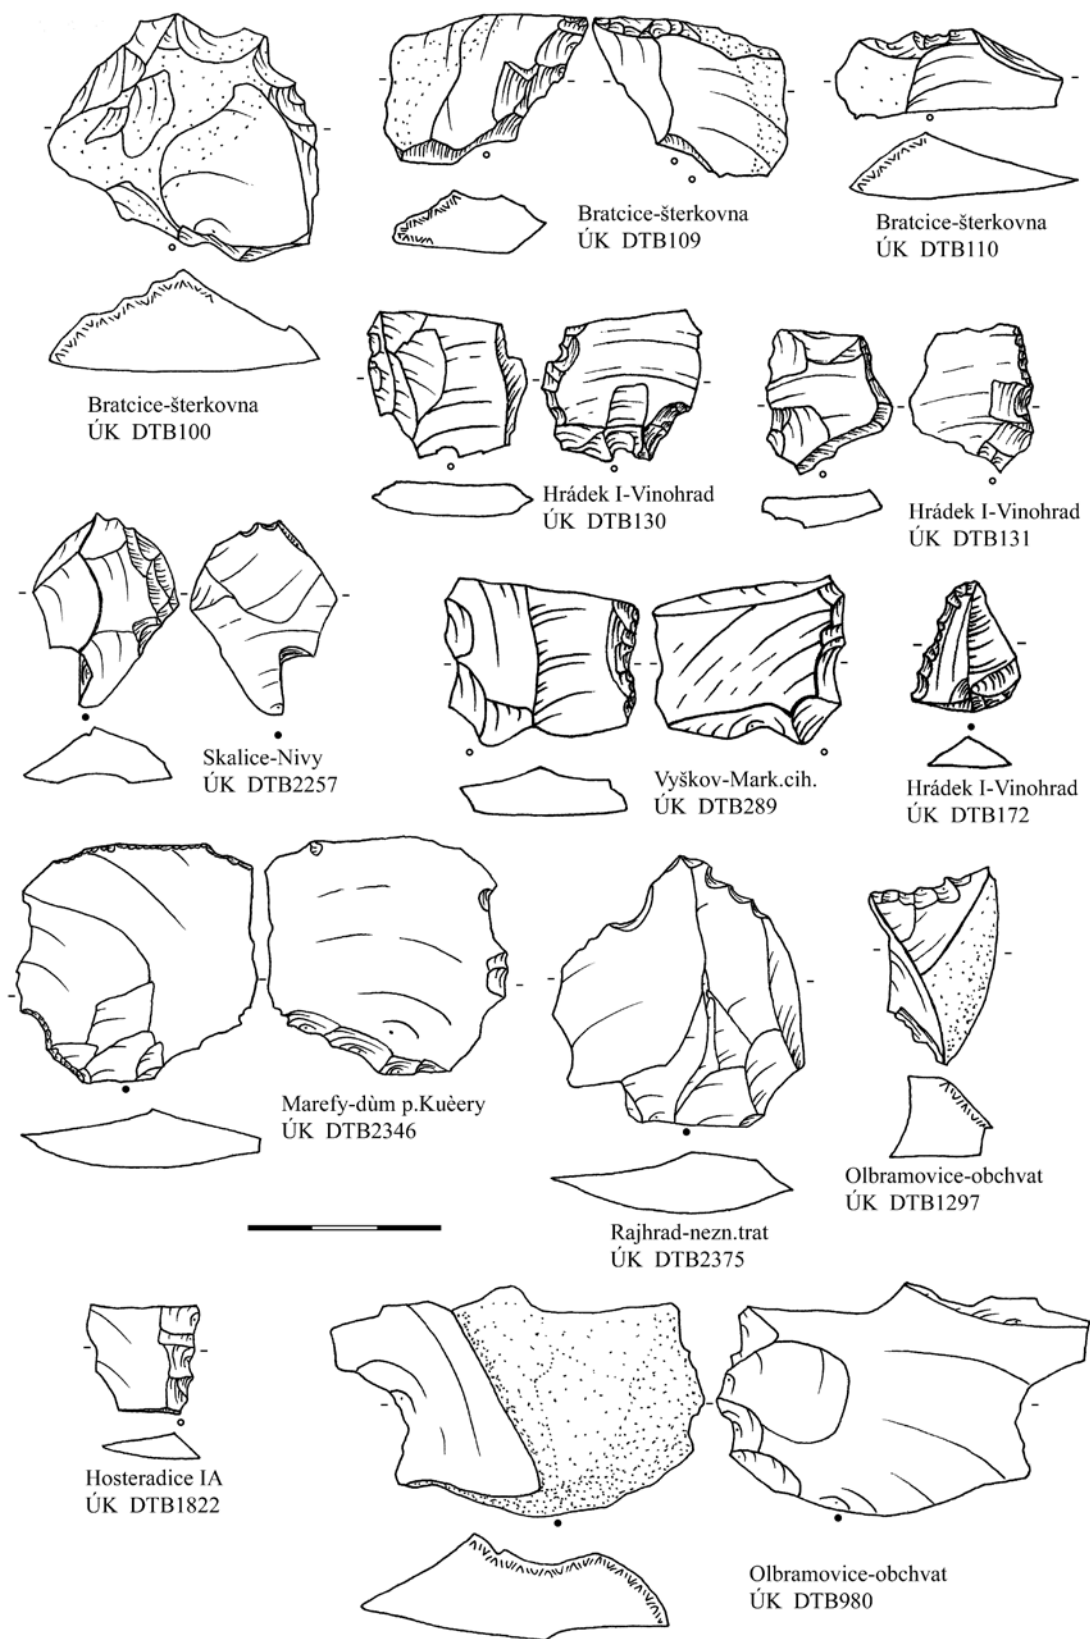 Bratcice-šterkovna
ÚK DTB109
Bratcice-šterkovna
ÚK DTB110
Bratcice-šterkovna
ÚK DTB100
Hrádek I-Vinohrad
ÚK DTB130
Hrádek I-Vinohrad
ÚK DTB131
Skalice-Nivy
ÚK DTB2257
Vyškov-Mark.cih.
ÚK DTB289
Hrádek I-Vinohrad
ÚK DTB172
Marefy-dùm p.Kuèery
ÚK DTB2346
Rajhrad-nezn.trat
ÚK DTB2375
Olbramovice-obchvat
ÚK DTB1297
Hosteradice IA
ÚK DTB1822
Olbramovice-obchvat
ÚK DTB980